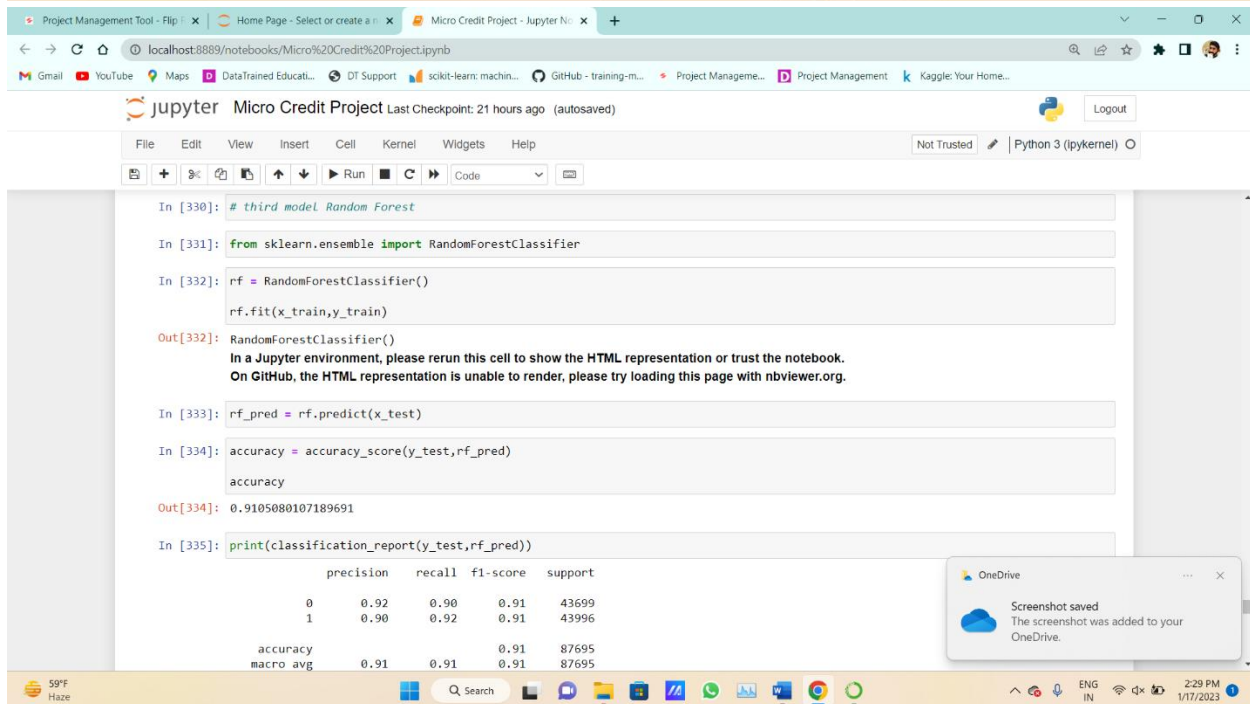 Project Management Tool - Flip R
Home Page - Select or create a n
Micro Credit Project - Jupyter No
localhost:8889/notebooks/Micro%20Credit%20Project.ipynb
Gmail YouTube Maps DataTrained Educati... DT Support scikit-learn: machin... GitHub - training-m... Project Manageme... Project Management Kaggle: Your Home...
jupyter Micro Credit Project Last Checkpoint: 21 hours ago (autosaved) Logout
File Edit View Insert Cell Kernel Widgets Help Not Trusted Python 3 (ipykernel)
Run Code
In [330]: # third model Random Forest
In [331]: from sklearn.ensemble import RandomForestClassifier
In [332]: rf = RandomForestClassifier()
rf.fit(x_train,y_train)
Out[332]: RandomForestClassifier()
In a Jupyter environment, please rerun this cell to show the HTML representation or trust the notebook.
On GitHub, the HTML representation is unable to render, please try loading this page with nbviewer.org.
In [333]: rf_pred = rf.predict(x_test)
In [334]: accuracy = accuracy_score(y_test,rf_pred)
accuracy
Out[334]: 0.9105080107189691
In [335]: print(classification_report(y_test,rf_pred))
precision recall f1-score support
0 0.92 0.90 0.91 43699
1 0.90 0.92 0.91 43996
accuracy 0.91 87695
macro avg 0.91 0.91 0.91 87695
OneDrive
Screenshot saved
The screenshot was added to your
OneDrive.
59°F
Haze
Search
ENG
IN
2:29 PM
1/17/2023